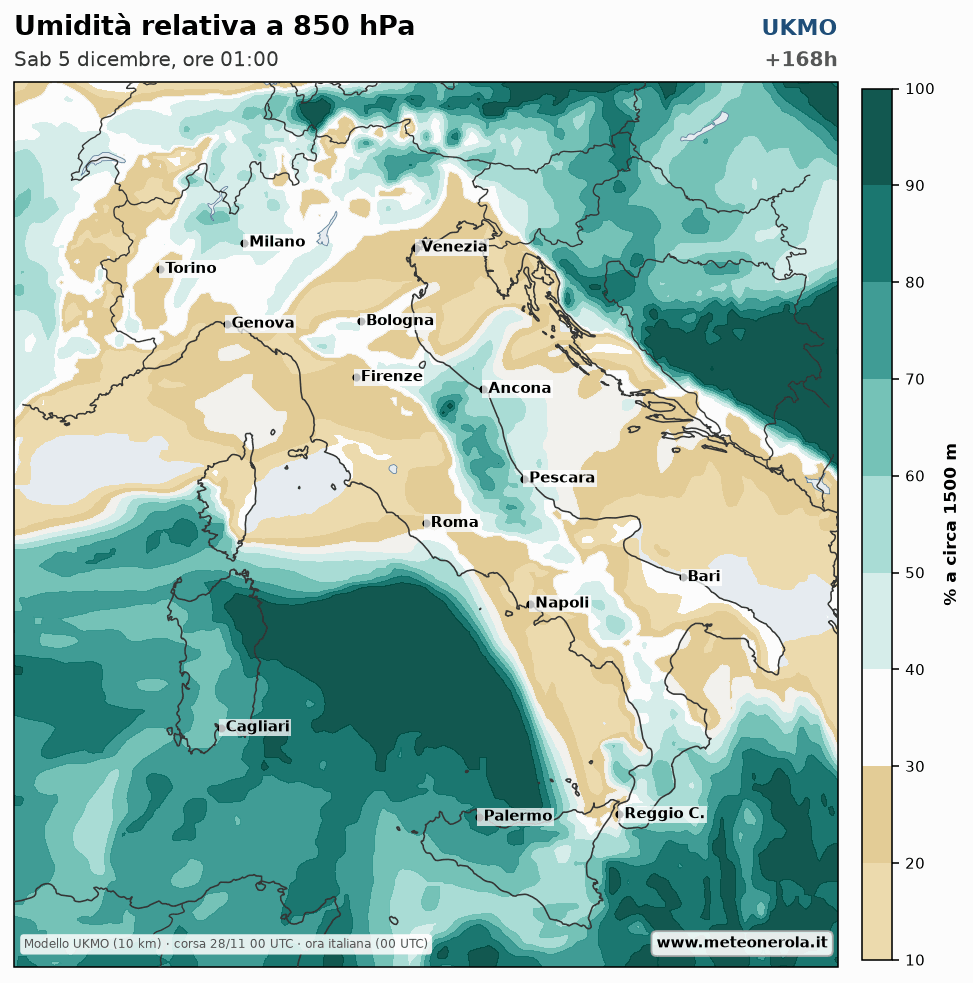 Umidità relativa a 850 hPa
UKMO
Sab 5 dicembre, ore 01:00
+168h
Milano
Venezia
Torino
Genova
Bologna
Firenze
Ancona
Pescara
Roma
Bari
Napoli
Cagliari
Palermo
Reggio C.
100
90
80
70
60
50
40
30
20
10
% a circa 1500 m
Modello UKMO (10 km) · corsa 28/11 00 UTC · ora italiana (00 UTC)
www.meteonerola.it